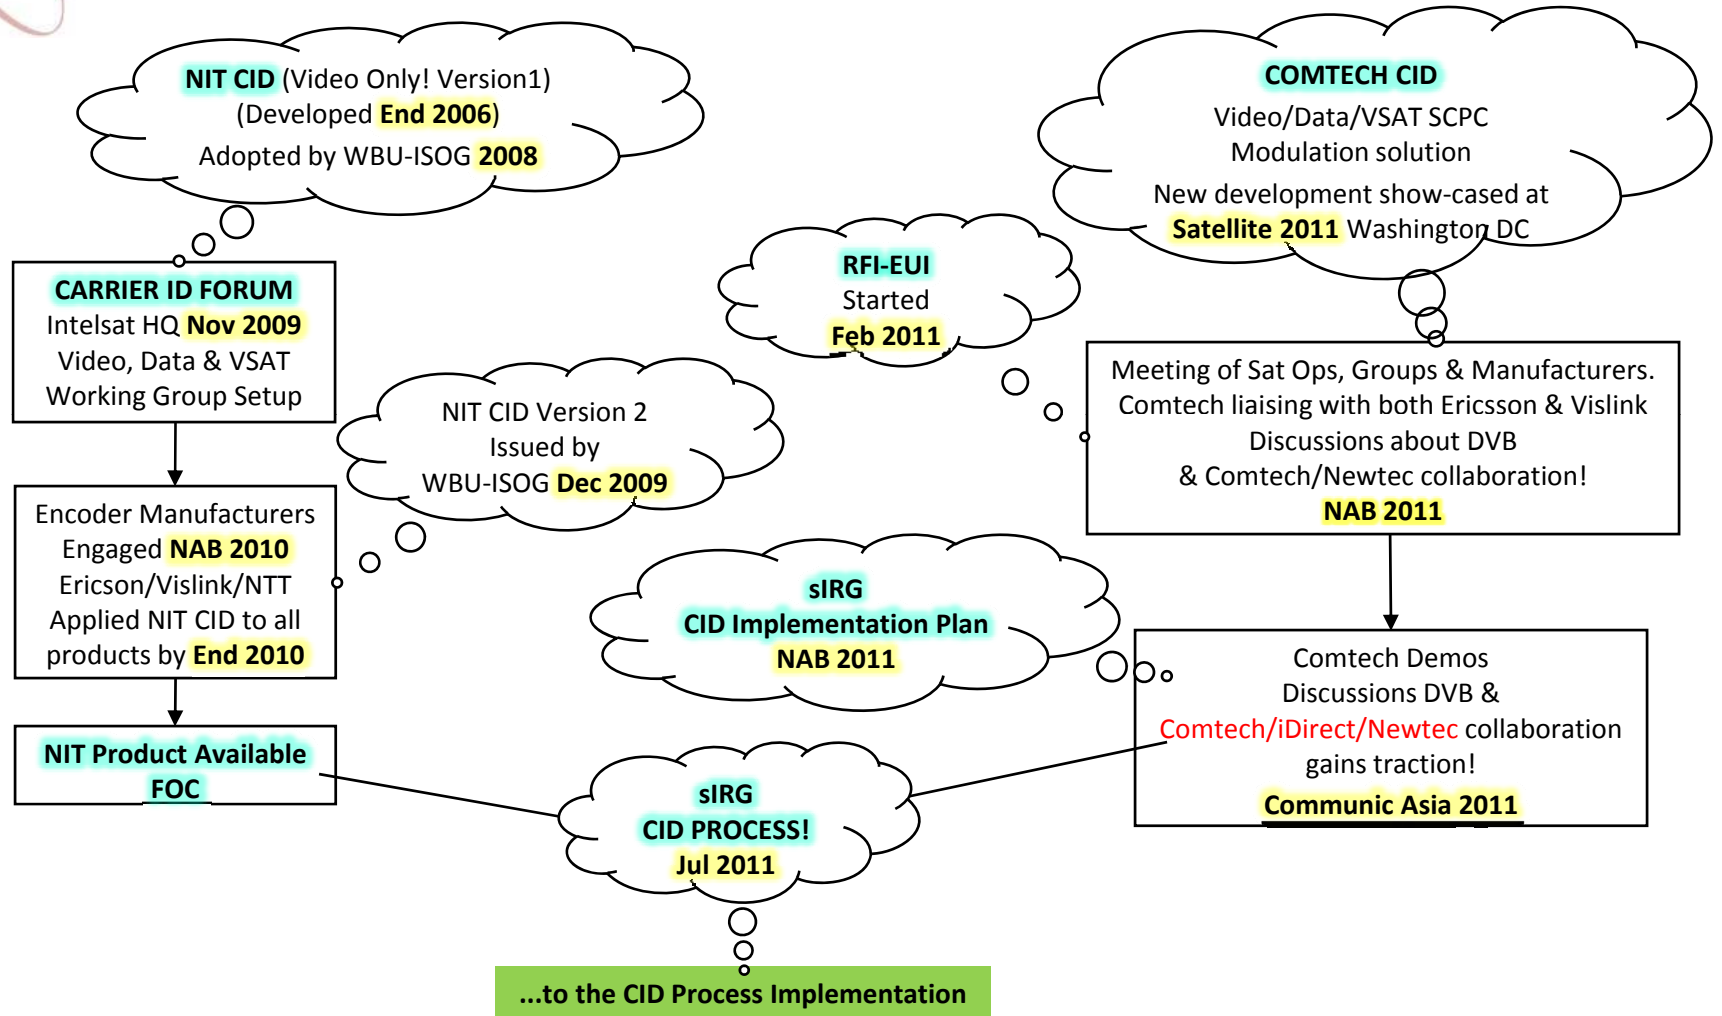 NIT CID (Video Only! Version1)
(Developed End 2006)
Adopted by WBU-ISOG 2008
COMTECH CID
Video/Data/VSAT SCPC
Modulation solution
New development show-cased at
Satellite 2011 Washington DC
RFI-EUI
Started
Feb 2011
CARRIER ID FORUM
Intelsat HQ Nov 2009
Video, Data & VSAT
Working Group Setup
NIT CID Version 2
Issued by
WBU-ISOG Dec 2009
Meeting of Sat Ops, Groups & Manufacturers.
Comtech liaising with both Ericsson & Vislink
Discussions about DVB
& Comtech/Newtec collaboration!
NAB 2011
Encoder Manufacturers
Engaged NAB 2010
Ericson/Vislink/NTT
Applied NIT CID to all
products by End 2010
sIRG
CID Implementation Plan
NAB 2011
Comtech Demos
Discussions DVB &
Comtech/iDirect/Newtec collaboration
gains traction!
Communic Asia 2011
NIT Product Available
FOC
sIRG
CID PROCESS!
Jul 2011
...to the CID Process Implementation